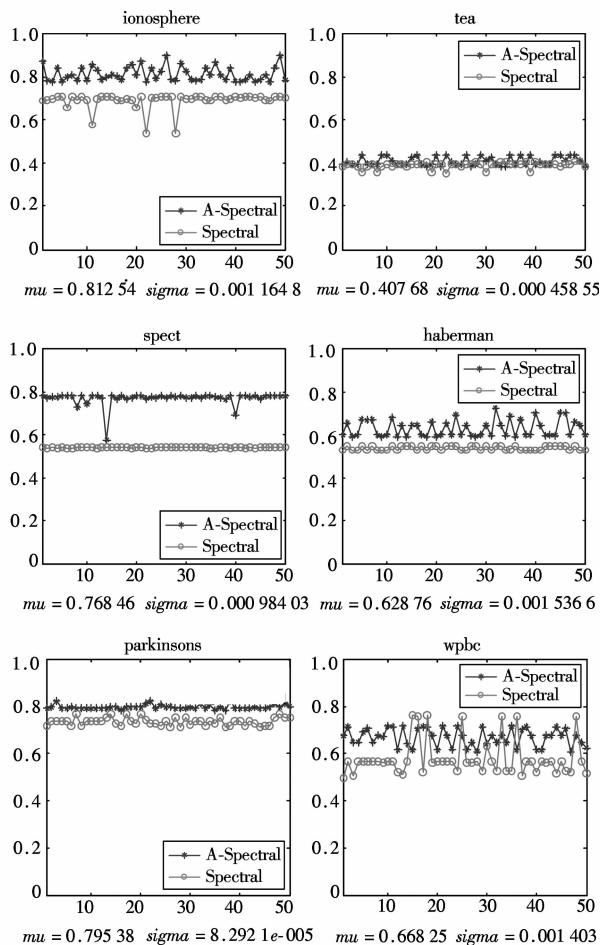 ionosphere
1.0
0.8
0.6
0.4
0.2
0
A-Spectral
Spectral
10 20 30 40 50
mu = 0.812 54 sigma = 0.001 164 8
tea
1.0
0.8
0.6
0.4
0.2
0
A-Spectral
Spectral
10 20 30 40 50
mu = 0.407 68 sigma = 0.000 458 55
spect
1.0
0.8
0.6
0.4
0.2
0
A-Spectral
Spectral
10 20 30 40 50
mu = 0.768 46 sigma = 0.000 984 03
haberman
1.0
0.8
0.6
0.4
0.2
0
A-Spectral
Spectral
10 20 30 40 50
mu = 0.628 76 sigma = 0.001 536 6
parkinsons
1.0
0.8
0.6
0.4
0.2
0
A-Spectral
Spectral
10 20 30 40 50
mu = 0.795 38 sigma = 8.292 1e-005
wpbc
1.0
0.8
0.6
0.4
0.2
0
A-Spectral
Spectral
10 20 30 40 50
mu = 0.668 25 sigma = 0.001 403